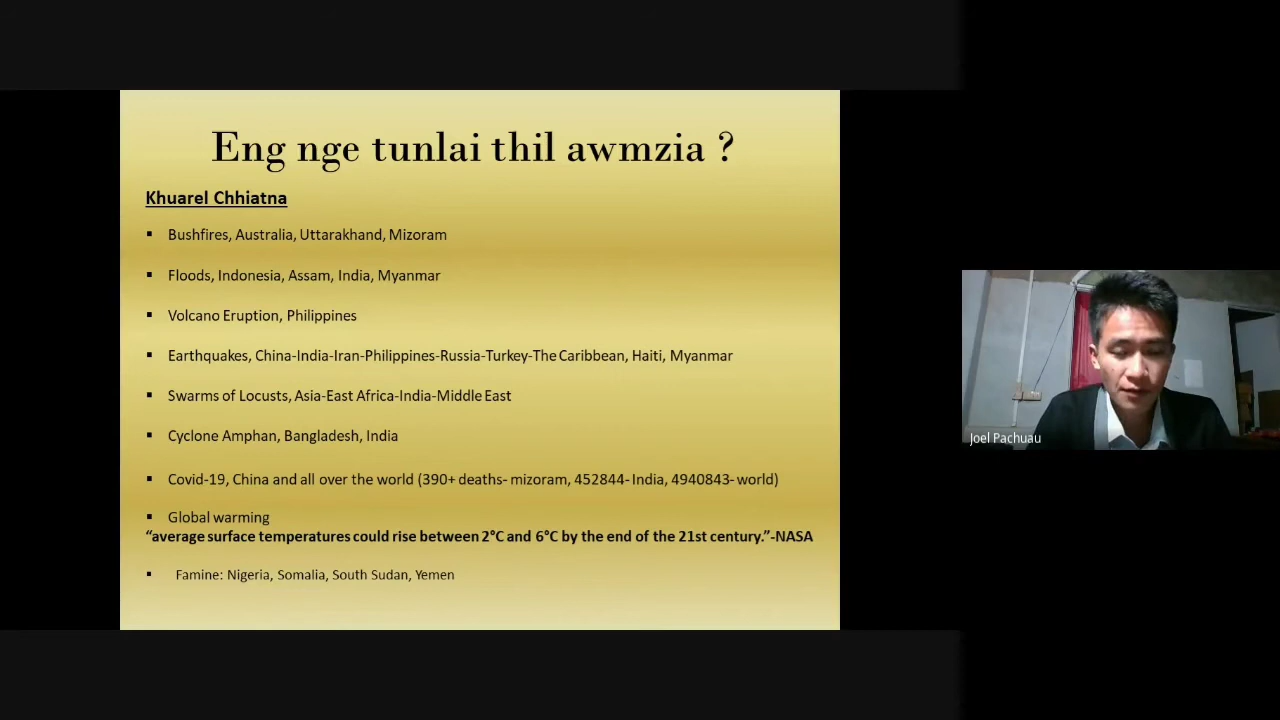 Eng nge tunlai thil awmzia ?
Khuarel Chhiatna
▪ Bushfires, Australia, Uttarakhand, Mizoram
▪ Floods, Indonesia, Assam, India, Myanmar
▪ Volcano Eruption, Philippines
▪ Earthquakes, China-India-Iran-Philippines-Russia-Turkey-The Caribbean, Haiti, Myanmar
▪ Swarms of Locusts, Asia-East Africa-India-Middle East
▪ Cyclone Amphan, Bangladesh, India
▪ Covid-19, China and all over the world (390+ deaths- mizoram, 452844- India, 4940843- world)
▪ Global warming
“average surface temperatures could rise between 2°C and 6°C by the end of the 21st century.”-NASA
▪ Famine: Nigeria, Somalia, South Sudan, Yemen
Joel Pachuau